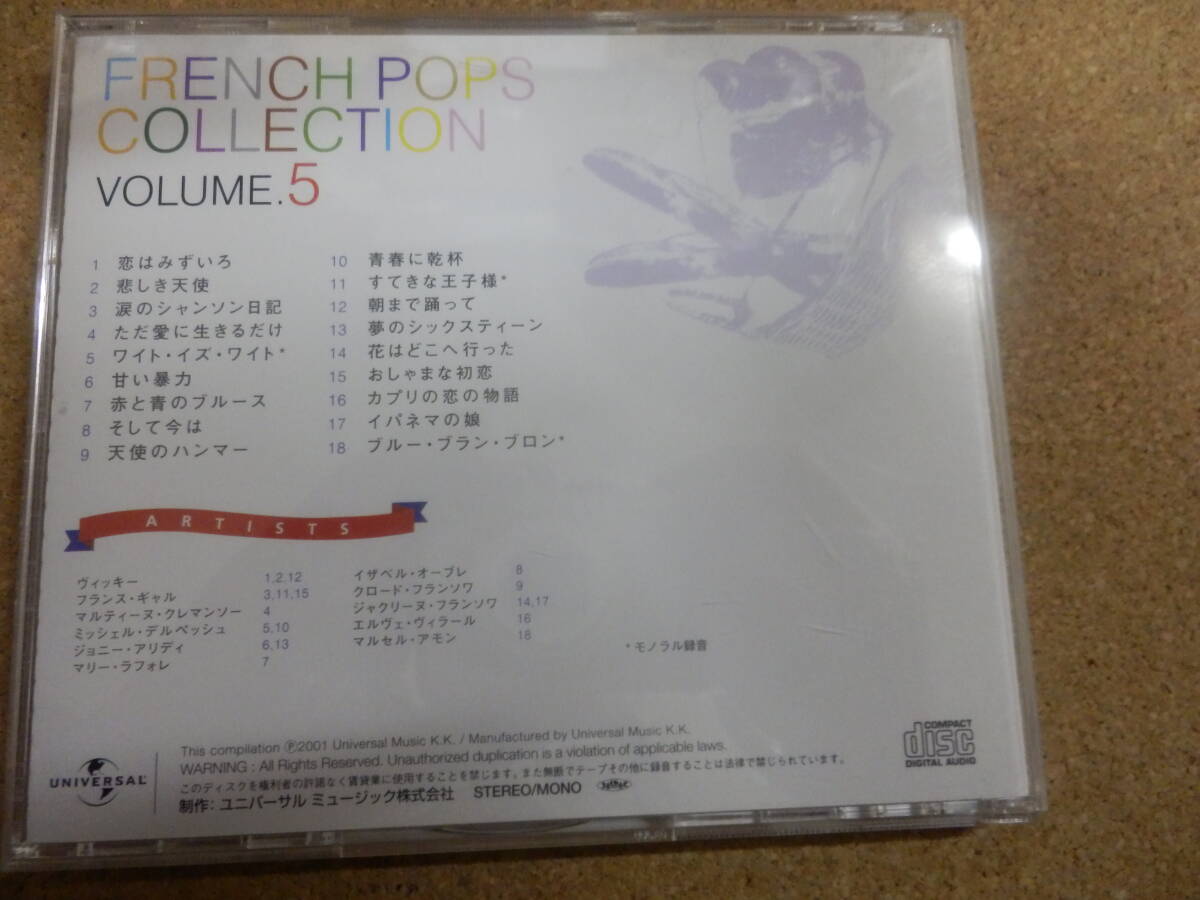 FRENCH POPS
COLLECTION
VOLUME.5
1 恋はみずいろ
2 悲しき天使
3 涙のシャンソン日記
4 ただ愛に生きるだけ
5 ワイト・イズ・ワイト*
6 甘い暴力
7 赤と青のブルース
8 そして今は
9 天使のハンマー
10 青春に乾杯
11 すてきな王子様*
12 朝まで踊って
13 夢のシックスティーン
14 花はどこへ行った
15 おしゃまな初恋
16 カプリの恋の物語
17 イパネマの娘
18 ブルー・ブラン・ブロン*
ARTISTS
ヴィッキー 1,2,12
フランス・ギャル 3,11,15
マルティーヌ・クレマンソー 4
ミッシェル・デルペッシュ 5,10
ジョニー・アリディ 6,13
マリー・ラフォレ 7
イザベル・オーブレ 8
クロード・フランソワ 9
ジャクリーヌ・フランソワ 14,17
エルヴェ・ヴィラール 16
マルセル・アモン 18
*モノラル録音
This compilation ℗2001 Universal Music K.K. / Manufactured by Universal Music K.K.
WARNING : All Rights Reserved. Unauthorized duplication is a violation of applicable laws.
このディスクを権利者の許諾なく賃貸業に使用することを禁じます。また無断でテープその他に録音することは法律で禁じられています。
制作: ユニバーサル ミュージック株式会社 STEREO/MONO
UNIVERSAL
COMPACT
disc
DIGITAL AUDIO